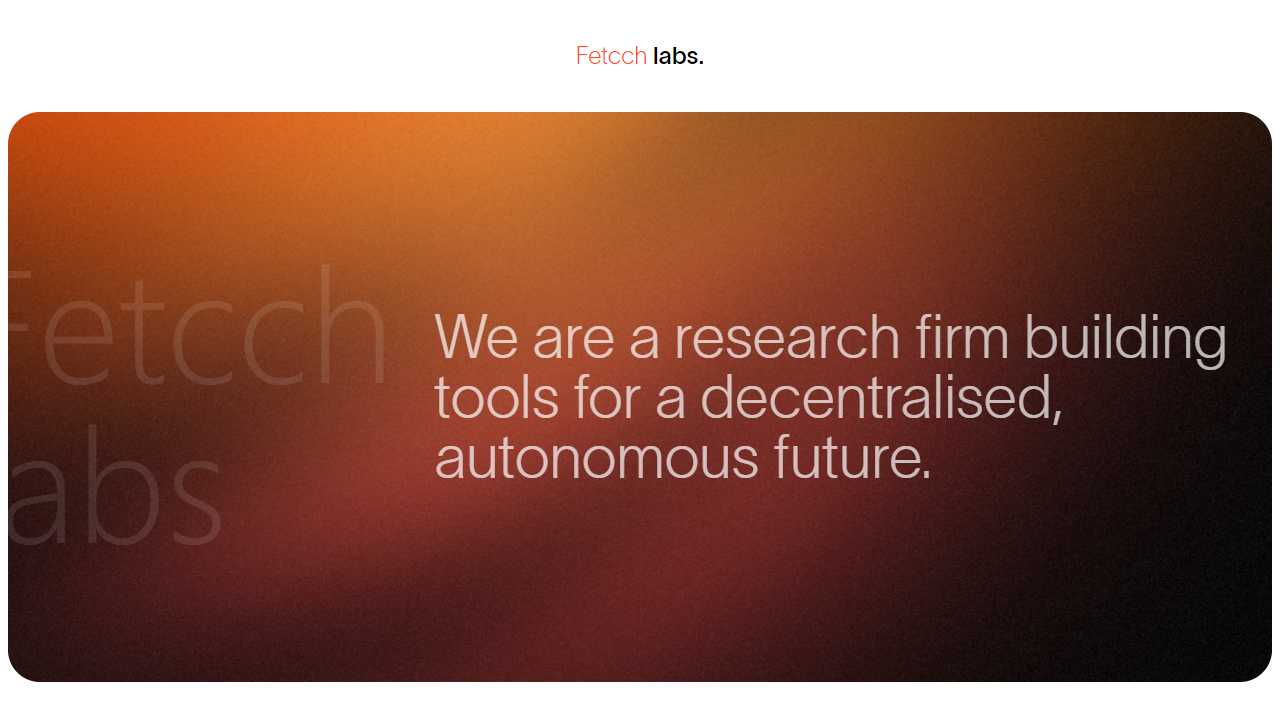 Fetcch labs.
Fetcch
labs
We are a research firm building
tools for a decentralised,
autonomous future.